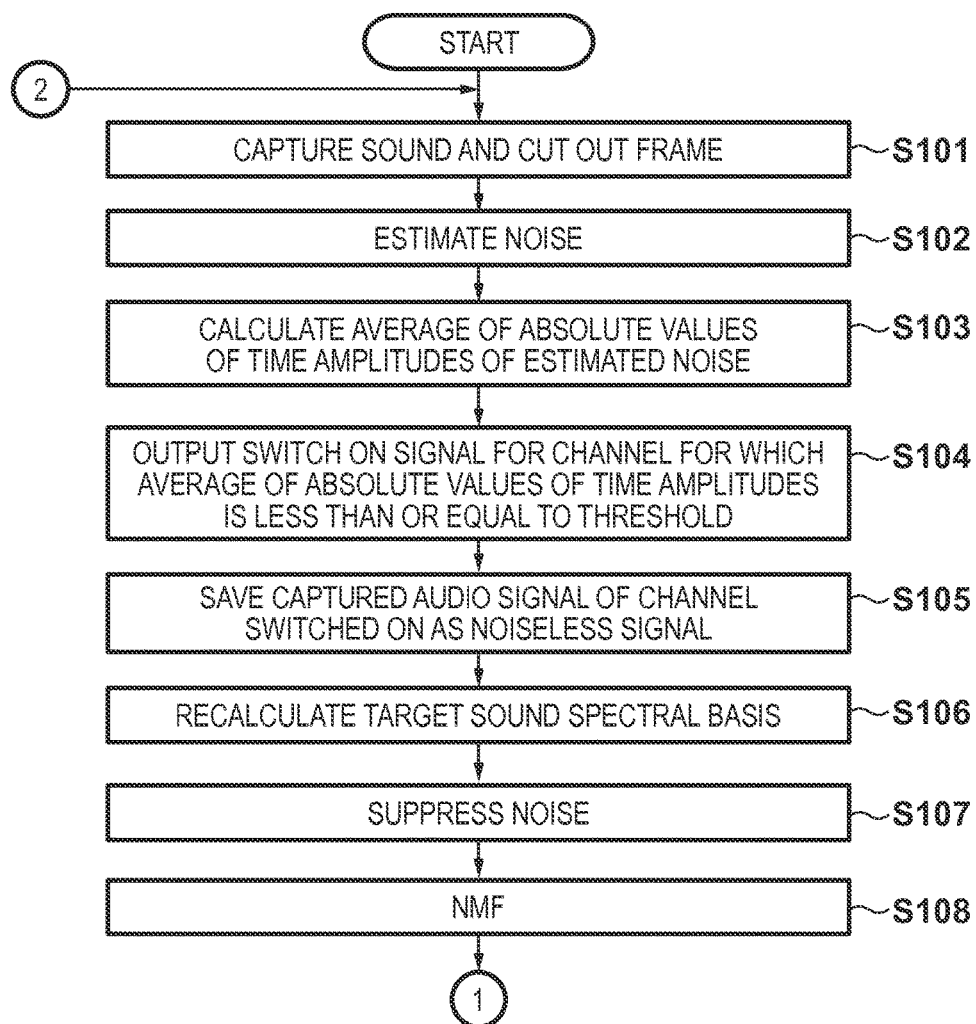 START
2
CAPTURE SOUND AND CUT OUT FRAME
S101
ESTIMATE NOISE
S102
CALCULATE AVERAGE OF ABSOLUTE VALUES
OF TIME AMPLITUDES OF ESTIMATED NOISE
S103
OUTPUT SWITCH ON SIGNAL FOR CHANNEL FOR WHICH
AVERAGE OF ABSOLUTE VALUES OF TIME AMPLITUDES
IS LESS THAN OR EQUAL TO THRESHOLD
S104
SAVE CAPTURED AUDIO SIGNAL OF CHANNEL
SWITCHED ON AS NOISELESS SIGNAL
S105
RECALCULATE TARGET SOUND SPECTRAL BASIS
S106
SUPPRESS NOISE
S107
NMF
S108
1